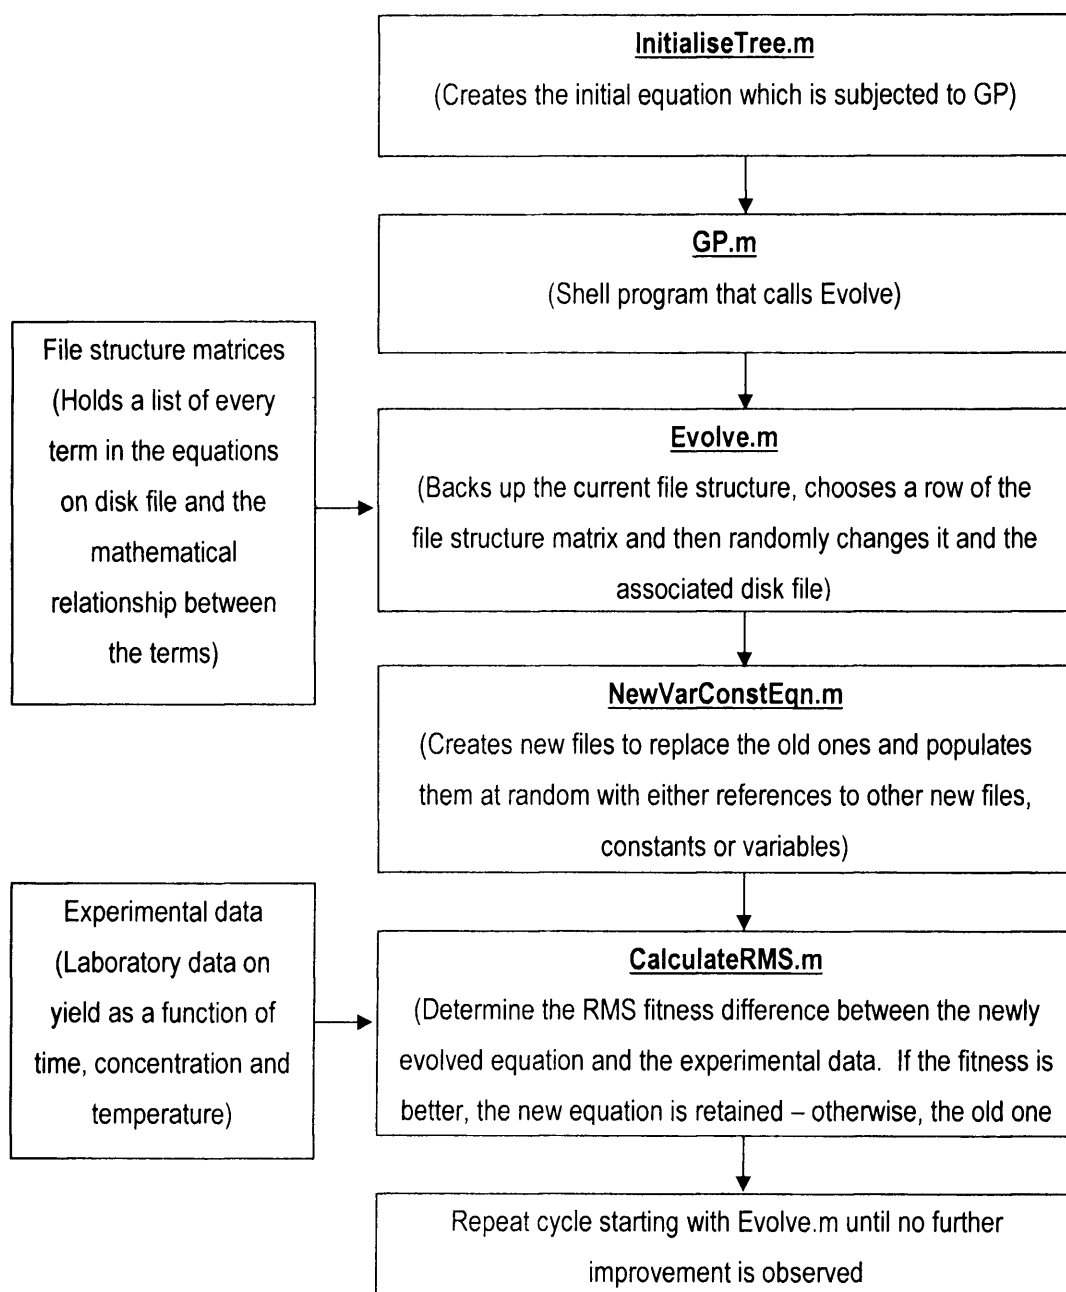 InitialiseTree.m
(Creates the initial equation which is subjected to GP)
GP.m
(Shell program that calls Evolve)
File structure matrices
(Holds a list of every
term in the equations
on disk file and the
mathematical
relationship between
the terms)
Evolve.m
(Backs up the current file structure, chooses a row of the
file structure matrix and then randomly changes it and the
associated disk file)
NewVarConstEqn.m
(Creates new files to replace the old ones and populates
them at random with either references to other new files,
constants or variables)
Experimental data
(Laboratory data on
yield as a function of
time, concentration and
temperature)
CalculateRMS.m
(Determine the RMS fitness difference between the newly
evolved equation and the experimental data. If the fitness is
better, the new equation is retained – otherwise, the old one
Repeat cycle starting with Evolve.m until no further
improvement is observed